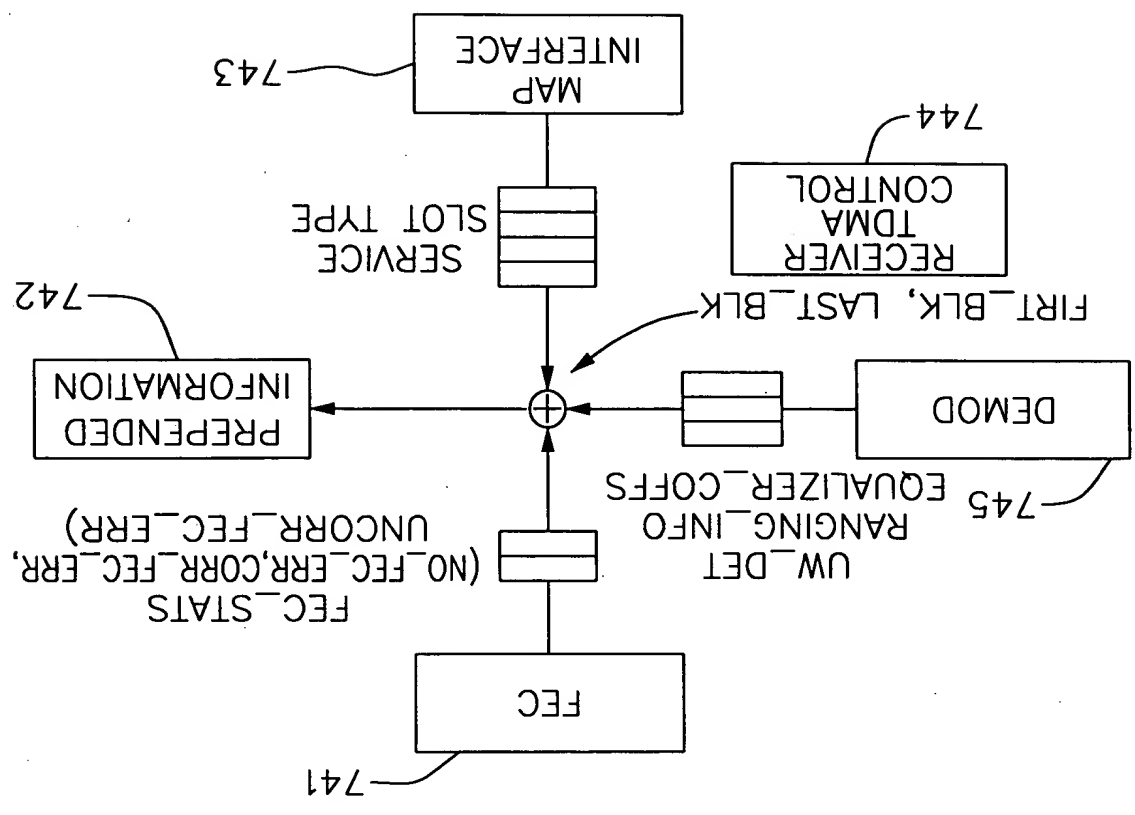 741
FEC
FEC_STATS
(NO_FEC_ERR,CORR_FEC_ERR,
UNCORR_FEC_ERR)
745
DEMOD
UW_DET
RANGING_INFO
EQUALIZER_COFFS
PREPENDED
INFORMATION
742
FIRT_BLK, LAST_BLK
RECEIVER
TDMA
CONTROL
744
SERVICE
SLOT TYPE
MAP
INTERFACE
743